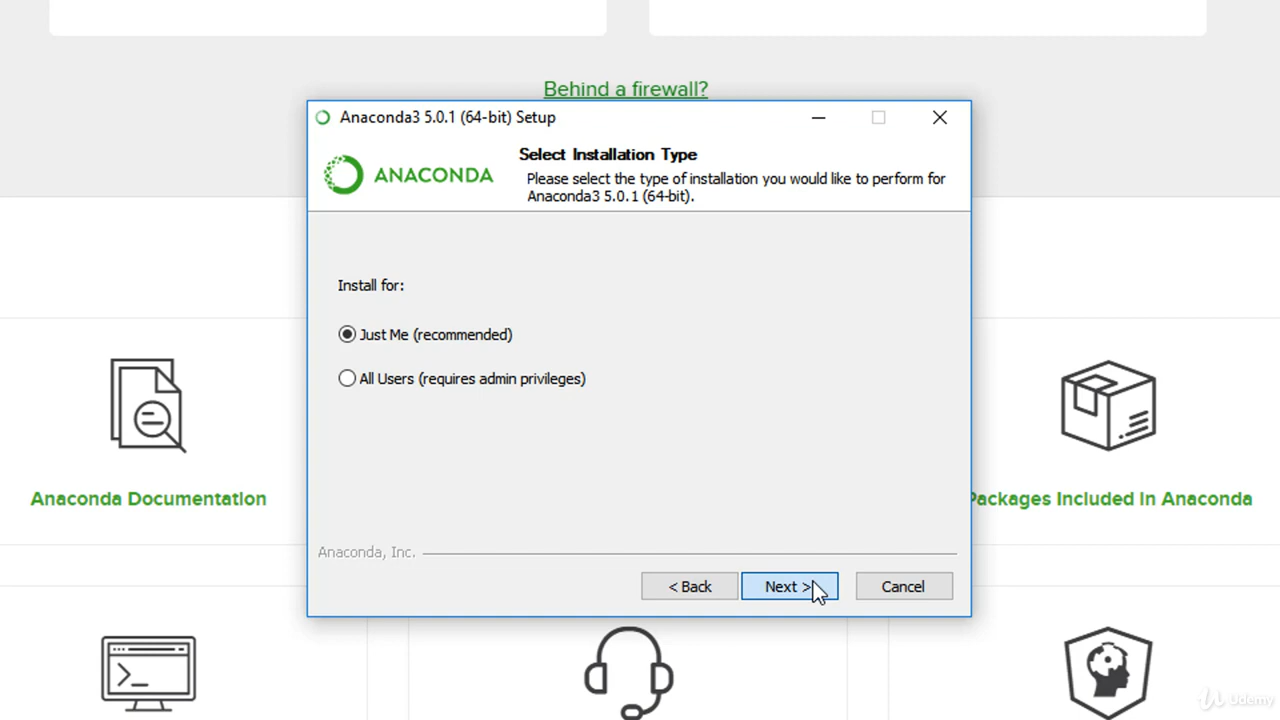 Behind a firewall?
Anaconda3 5.0.1 (64-bit) Setup
ANACONDA
Select Installation Type
Please select the type of installation you would like to perform for
Anaconda3 5.0.1 (64-bit).
Install for:
Just Me (recommended)
All Users (requires admin privileges)
Anaconda Documentation
Packages Included in Anaconda
Anaconda, Inc.
< Back
Next >
Cancel
Udemy